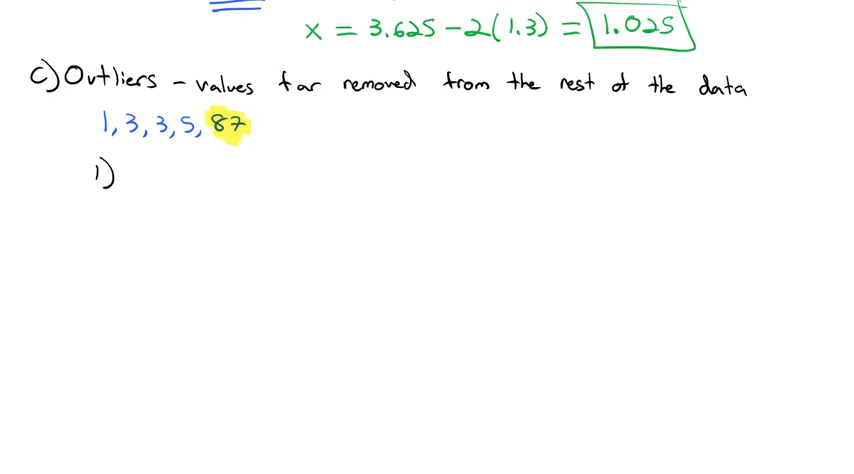 x = 3.625 - 2(1.3) = 1.025
c) Outliers - values far removed from the rest of the data
1, 3, 3, 5, 87
1)